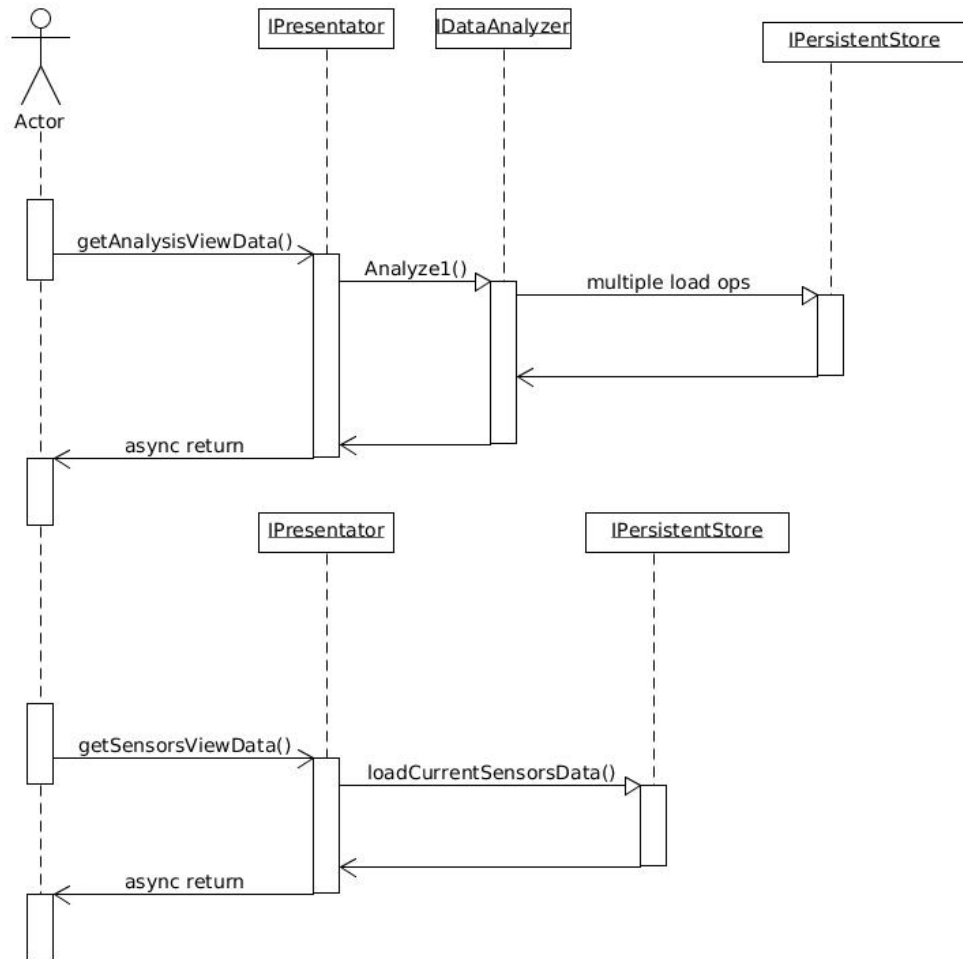 IPresentator
IDataAnalyzer
IPersistentStore
Actor
getAnalysisViewData()
Analyze1()
multiple load ops
async return
IPresentator
IPersistentStore
getSensorsViewData()
loadCurrentSensorsData()
async return